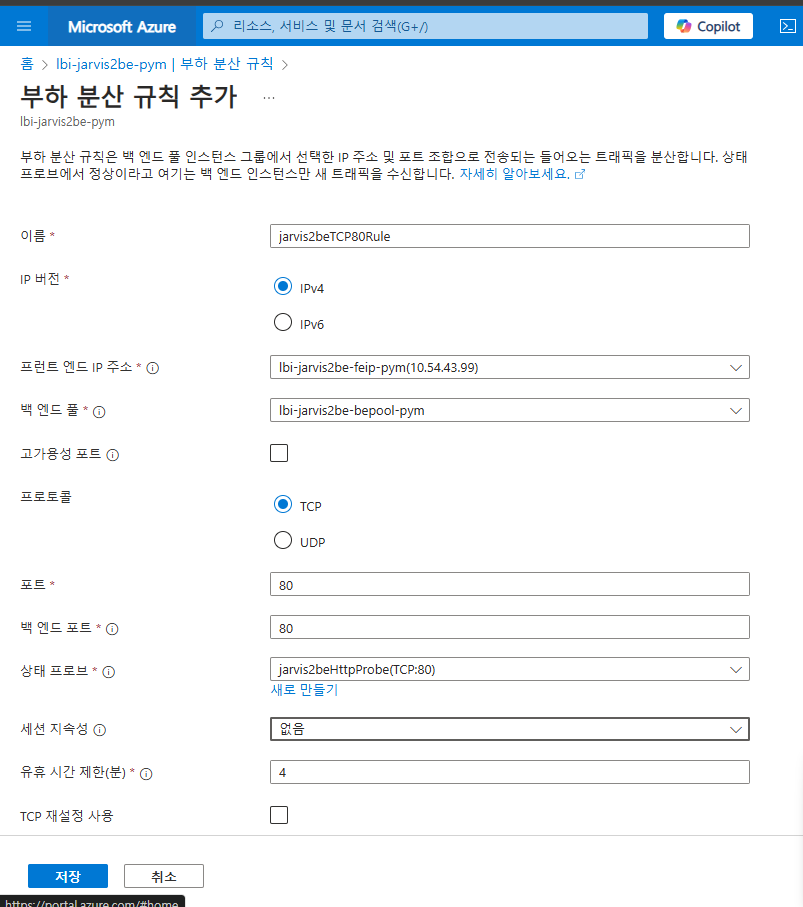 Microsoft Azure
리소스, 서비스 및 문서 검색(G+/)
Copilot
홈 > lbi-jarvis2be-pym | 부하 분산 규칙 >
부하 분산 규칙 추가 ...
lbi-jarvis2be-pym
부하 분산 규칙은 백 엔드 풀 인스턴스 그룹에서 선택한 IP 주소 및 포트 조합으로 전송되는 들어오는 트래픽을 분산합니다. 상태
프로브에서 정상이라고 여기는 백 엔드 인스턴스만 새 트래픽을 수신합니다. 자세히 알아보세요.
이름 * jarvis2beTCP80Rule
IP 버전 *
IPv4
IPv6
프런트 엔드 IP 주소 * lbi-jarvis2be-feip-pym(10.54.43.99)
백 엔드 풀 * lbi-jarvis2be-bepool-pym
고가용성 포트
프로토콜
TCP
UDP
포트 * 80
백 엔드 포트 * 80
상태 프로브 * jarvis2beHttpProbe(TCP:80)
새로 만들기
세션 지속성 없음
유휴 시간 제한(분) * 4
TCP 재설정 사용
저장 취소
https://portal.azure.com/#home